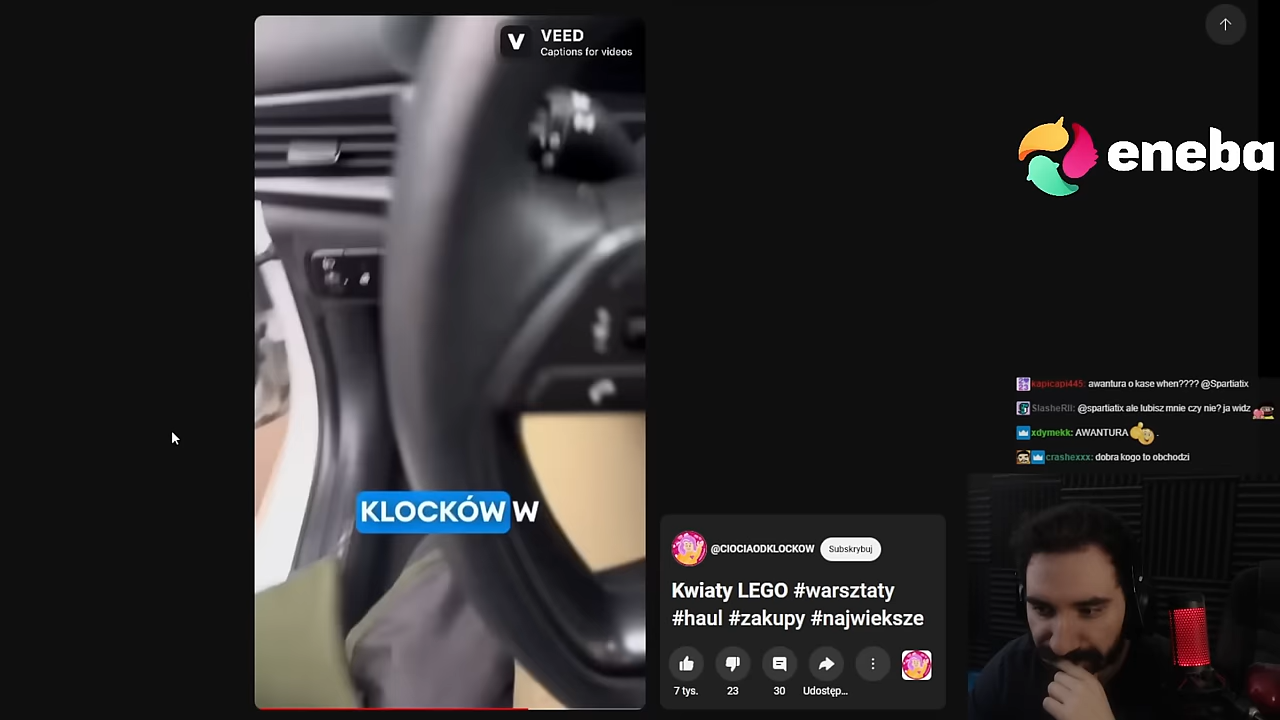 VEED
Captions for videos
eneba
KLOCKÓW W
kapicapi445: awantura o kase when???? @Spartiatix
SlasheRII: @spartiatix ale lubisz mnie czy nie? ja widz
xdymekk: AWANTURA .
crashexxx: dobra kogo to obchodzi
@CIOCIAODKLOCKOW
Subskrybuj
Kwiaty LEGO #warsztaty
#haul #zakupy #najwieksze
7 tys.
23
30
Udostęp...